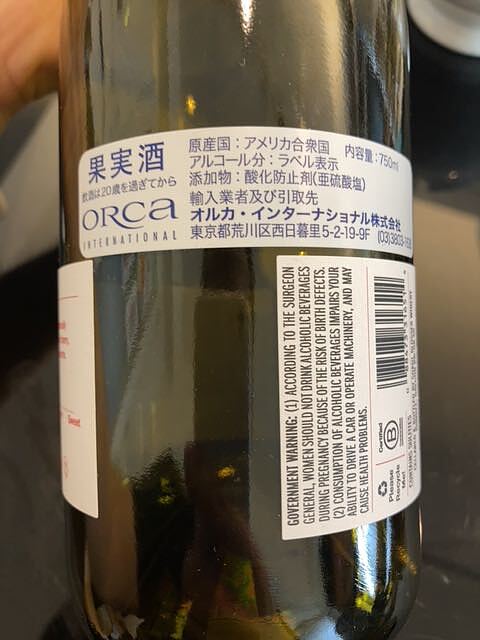 果実酒
飲酒は20歳を過ぎてから
ORCA
INTERNATIONAL
原産国：アメリカ合衆国 内容量：750ml
アルコール分：ラベル表示
添加物：酸化防止剤(亜硫酸塩)
輸入業者及び引取先
オルカ・インターナショナル株式会社
東京都荒川区西日暮里5-2-19-9F (03)3803-
Sweet
GOVERNMENT WARNING: (1) ACCORDING TO THE SURGEON
GENERAL, WOMEN SHOULD NOT DRINK ALCOHOLIC BEVERAGES
DURING PREGNANCY BECAUSE OF THE RISK OF BIRTH DEFECTS.
(2) CONSUMPTION OF ALCOHOLIC BEVERAGES IMPAIRS YOUR
ABILITY TO DRIVE A CAR OR OPERATE MACHINERY, AND MAY
CAUSE HEALTH PROBLEMS.
Please
Recycle
Me!
Certified
B
CONTAINS SULFITES